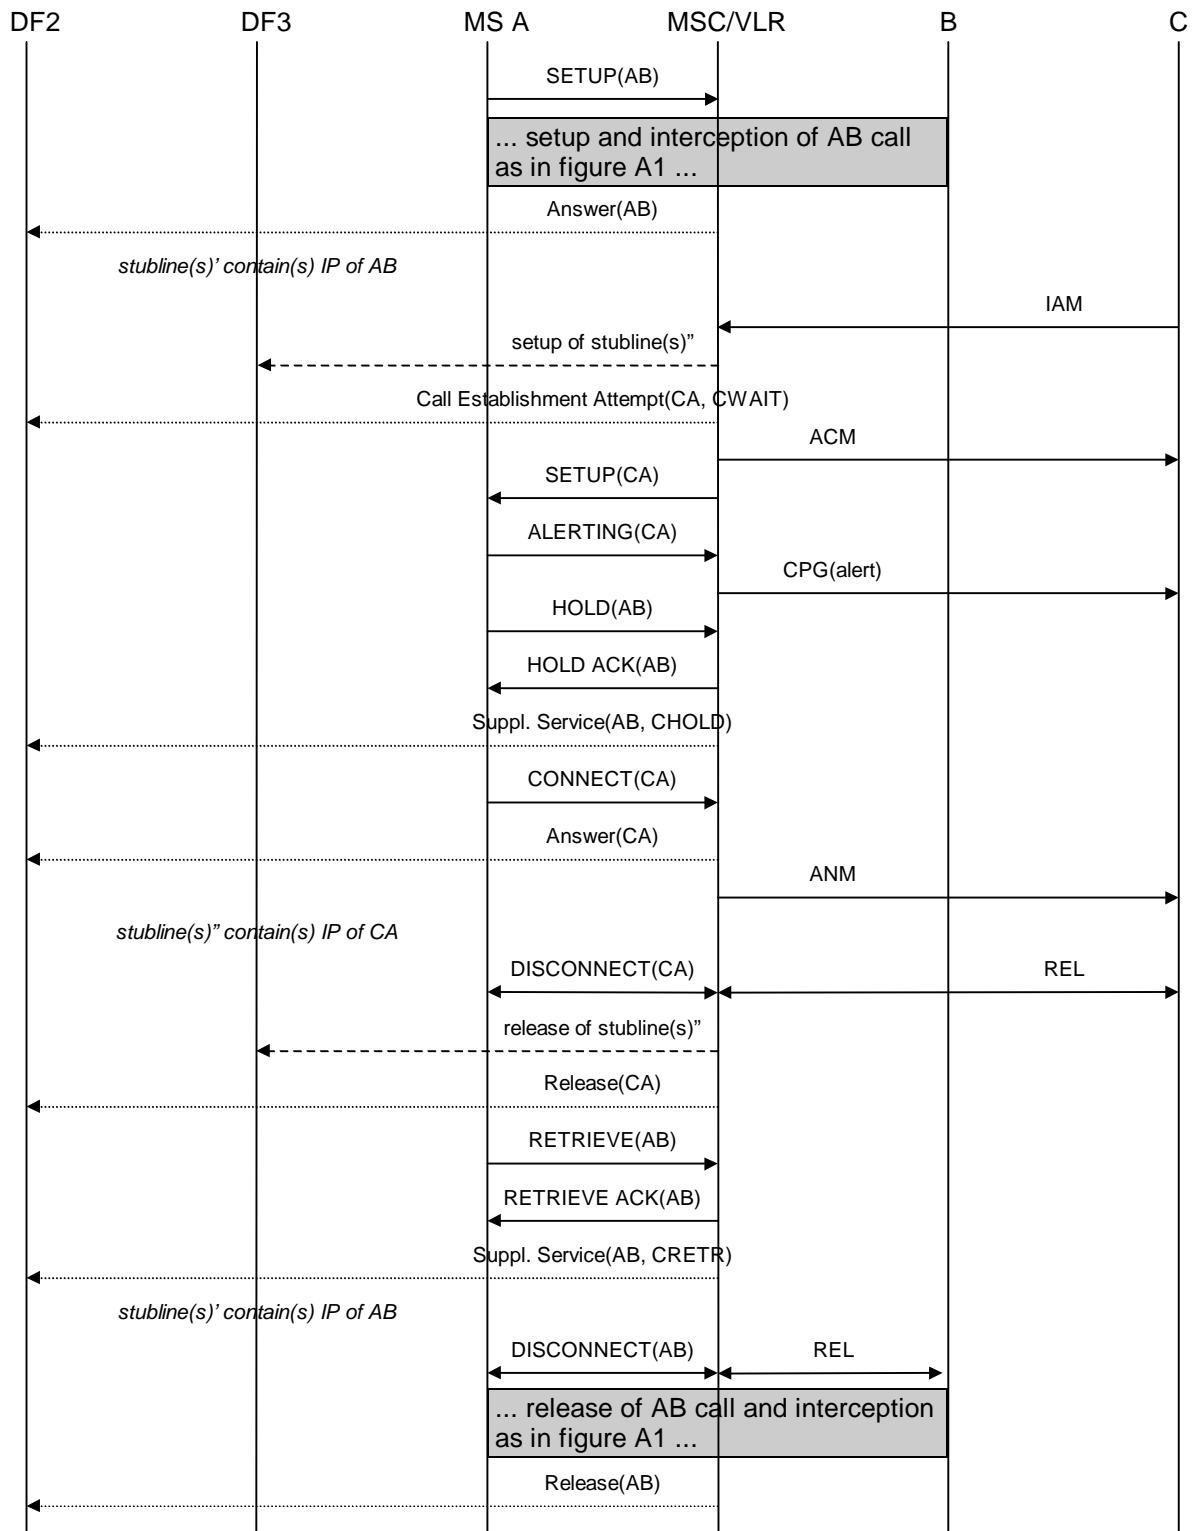 DF2 DF3 MS A MSC/VLR B C
SETUP(AB)
... setup and interception of AB call
as in figure A1 ...
Answer(AB)
stubline(s)’ contain(s) IP of AB
IAM
setup of stubline(s)”
Call Establishment Attempt(CA, CWAIT)
ACM
SETUP(CA)
ALERTING(CA)
CPG(alert)
HOLD(AB)
HOLD ACK(AB)
Suppl. Service(AB, CHOLD)
CONNECT(CA)
Answer(CA)
ANM
stubline(s)” contain(s) IP of CA
DISCONNECT(CA) REL
release of stubline(s)”
Release(CA)
RETRIEVE(AB)
RETRIEVE ACK(AB)
Suppl. Service(AB, CRETR)
stubline(s)’ contain(s) IP of AB
DISCONNECT(AB) REL
... release of AB call and interception
as in figure A1 ...
Release(AB)